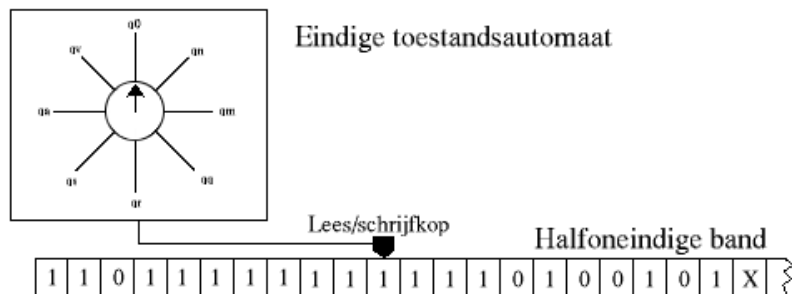 q0
Eindige toestandsautomaat
qv qn
qa qm
qs qq
qr
Lees/schrijfkop
Halfoneindige band
1 1 0 1 1 1 1 1 1 1 1 1 1 1 0 1 0 0 1 0 1 X